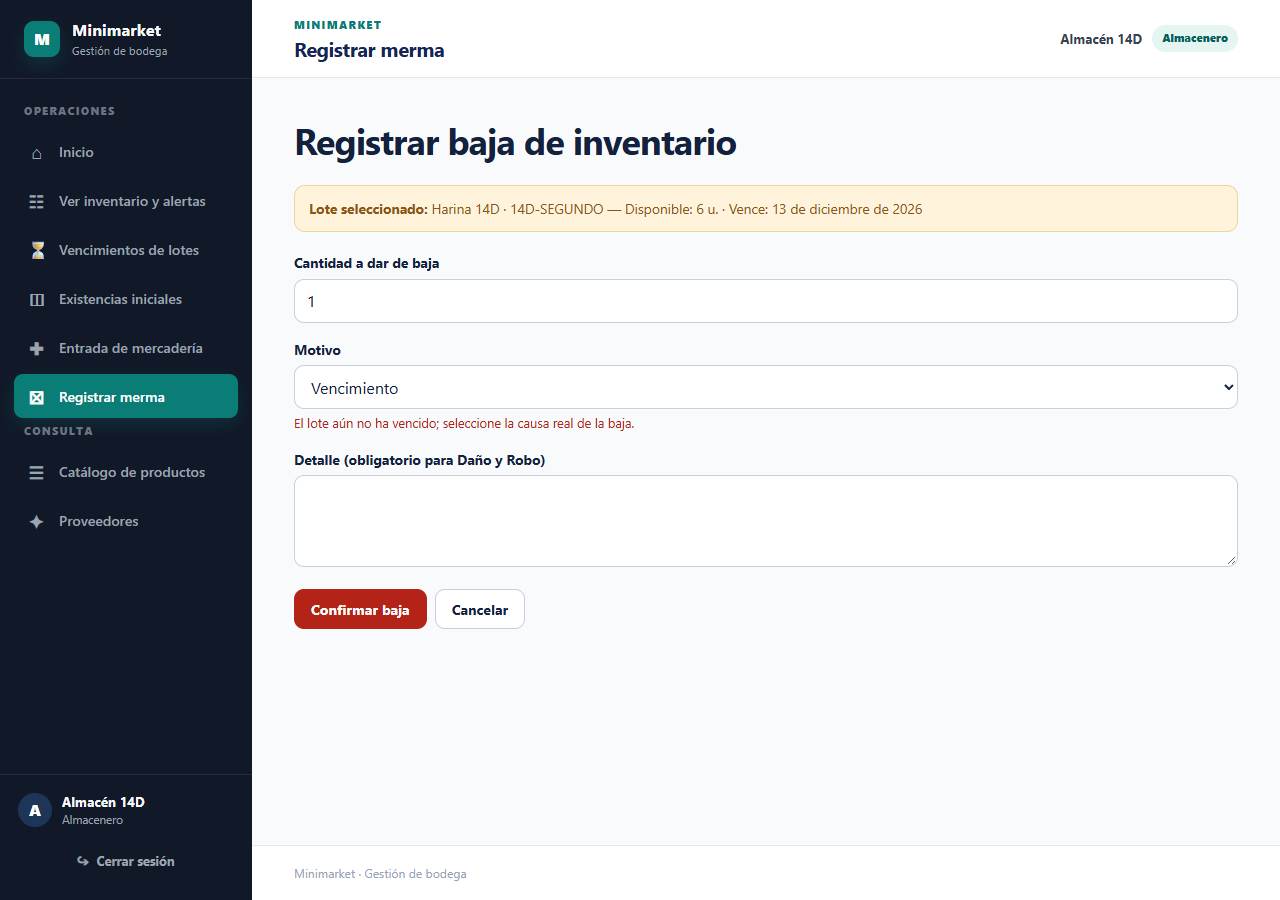 M
Minimarket
Gestión de bodega
OPERACIONES
Inicio
Ver inventario y alertas
Vencimientos de lotes
Existencias iniciales
Entrada de mercadería
Registrar merma
CONSULTA
Catálogo de productos
Proveedores
A
Almacén 14D
Almacenero
Cerrar sesión
MINIMARKET
Registrar merma
Almacén 14D
Almacenero
Registrar baja de inventario
Lote seleccionado: Harina 14D · 14D-SEGUNDO — Disponible: 6 u. · Vence: 13 de diciembre de 2026
Cantidad a dar de baja
1
Motivo
Vencimiento
El lote aún no ha vencido; seleccione la causa real de la baja.
Detalle (obligatorio para Daño y Robo)
Confirmar baja
Cancelar
Minimarket · Gestión de bodega